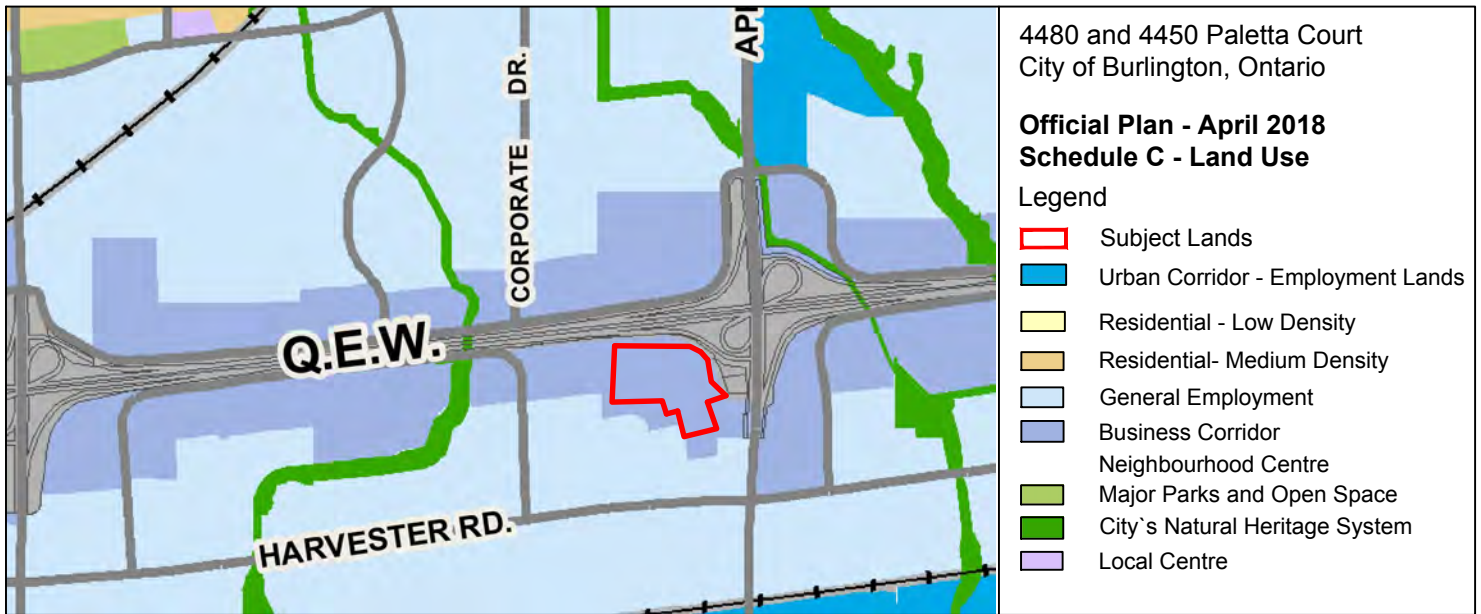 API
CORPORATE DR.
Q.E.W.
HARVESTER RD.
4480 and 4450 Paletta Court
City of Burlington, Ontario
Official Plan - April 2018
Schedule C - Land Use
Legend
Subject Lands
Urban Corridor - Employment Lands
Residential - Low Density
Residential- Medium Density
General Employment
Business Corridor
Neighbourhood Centre
Major Parks and Open Space
City`s Natural Heritage System
Local Centre